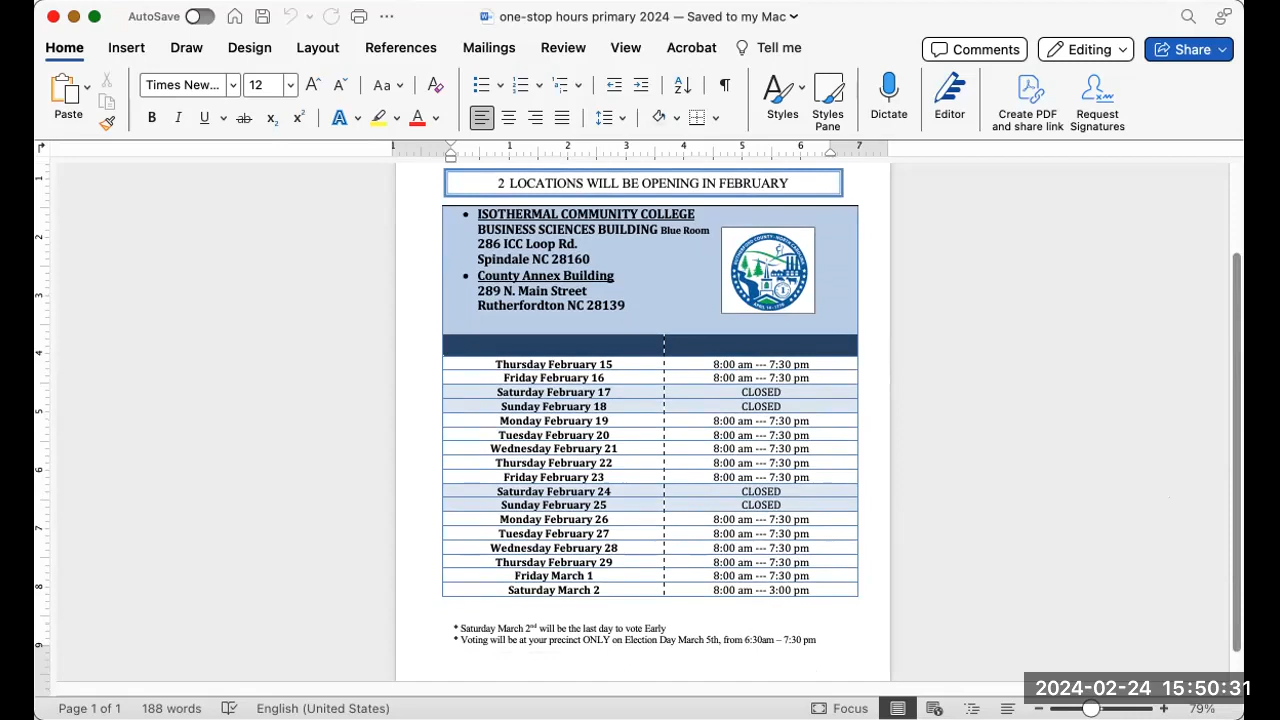 AutoSave
one-stop hours primary 2024 — Saved to my Mac
Home Insert Draw Design Layout References Mailings Review View Acrobat Tell me
Comments Editing Share
Paste
Times New... 12
Aa
B I U ab x₂ x² A A
Styles
Styles Pane
Dictate
Editor
Create PDF and share link
Request Signatures
1 1 2 3 4 5 6 7
2 LOCATIONS WILL BE OPENING IN FEBRUARY
• ISOTHERMAL COMMUNITY COLLEGE
BUSINESS SCIENCES BUILDING Blue Room
286 ICC Loop Rd.
Spindale NC 28160
• County Annex Building
289 N. Main Street
Rutherfordton NC 28139
Thursday February 15 8:00 am --- 7:30 pm
Friday February 16 8:00 am --- 7:30 pm
Saturday February 17 CLOSED
Sunday February 18 CLOSED
Monday February 19 8:00 am --- 7:30 pm
Tuesday February 20 8:00 am --- 7:30 pm
Wednesday February 21 8:00 am --- 7:30 pm
Thursday February 22 8:00 am --- 7:30 pm
Friday February 23 8:00 am --- 7:30 pm
Saturday February 24 CLOSED
Sunday February 25 CLOSED
Monday February 26 8:00 am --- 7:30 pm
Tuesday February 27 8:00 am --- 7:30 pm
Wednesday February 28 8:00 am --- 7:30 pm
Thursday February 29 8:00 am --- 7:30 pm
Friday March 1 8:00 am --- 7:30 pm
Saturday March 2 8:00 am --- 3:00 pm
* Saturday March 2nd will be the last day to vote Early
* Voting will be at your precinct ONLY on Election Day March 5th, from 6:30am – 7:30 pm
2024-02-24 15:50:31
Page 1 of 1 188 words English (United States) Focus 79%